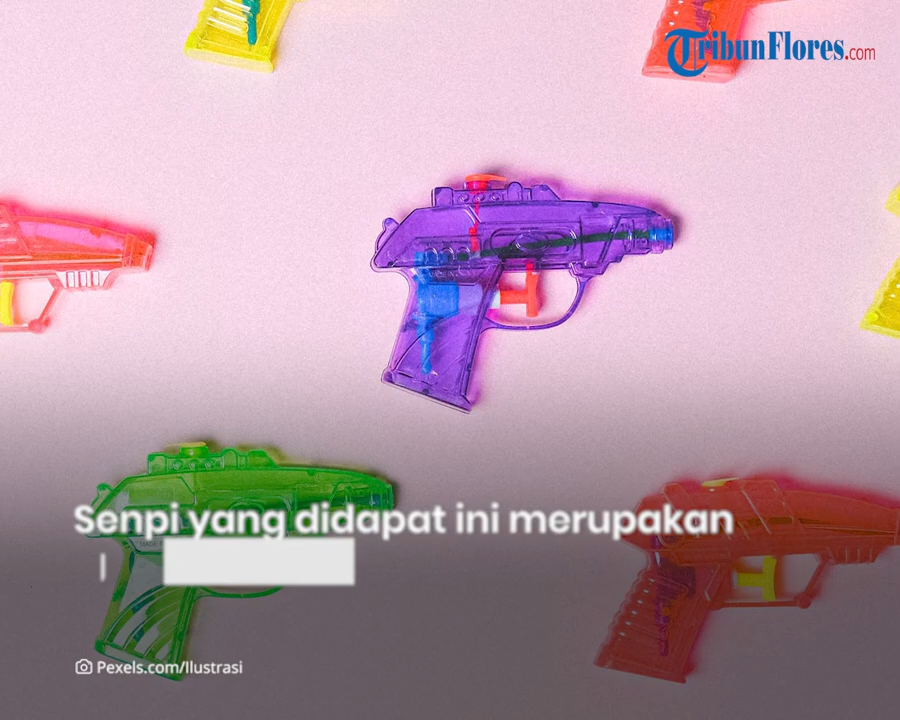 TribunFlores.com
Senpi yang didapat ini merupakan
Pexels.com/Ilustrasi